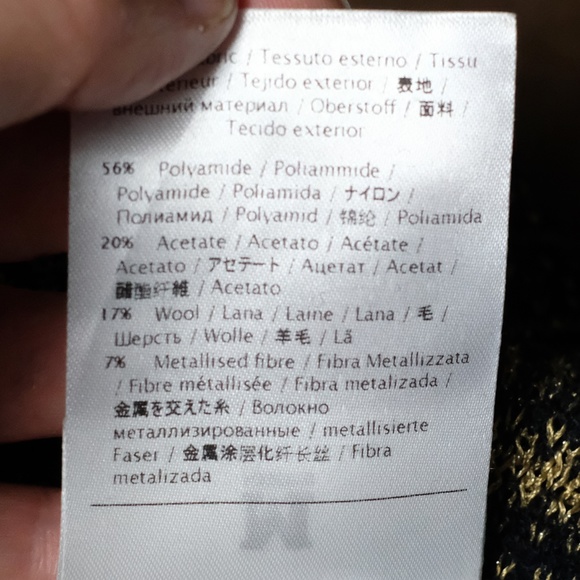 / Tessuto esterno / Tissu
/ Tejido exterior / 表地 /
внешний материал / Oberstoff / 面料 /
Tecido exterior
56% Polyamide / Poliammide /
Polyamide / Poliamida / ナイロン /
Полиамид / Polyamid / 锦纶 / Poliamida
20% Acetate / Acetato / Acétate /
Acetato / アセテート / Ацетат / Acetat /
醋酯纤維 / Acetato
17% Wool / Lana / Laine / Lana / 毛 /
Шерсть / Wolle / 羊毛 / Lã
7% Metallised fibre / Fibra Metallizzata
/ Fibre métallisée / Fibra metalizada /
金属を交えた糸 / Волокно
металлизированные / metallisierte
Faser / 金属涂层化纤长丝 / Fibra
metalizada